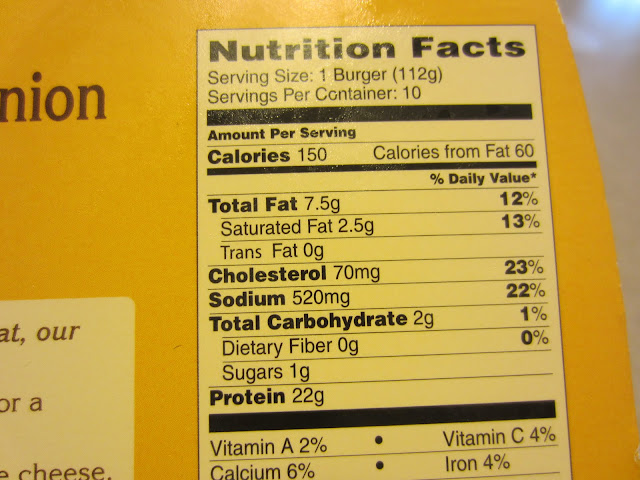 nion
at, our
or a
e cheese.
Nutrition Facts
Serving Size: 1 Burger (112g)
Servings Per Container: 10
Amount Per Serving
Calories 150 Calories from Fat 60
% Daily Value*
Total Fat 7.5g 12%
Saturated Fat 2.5g 13%
Trans Fat 0g
Cholesterol 70mg 23%
Sodium 520mg 22%
Total Carbohydrate 2g 1%
Dietary Fiber 0g 0%
Sugars 1g
Protein 22g
Vitamin A 2% • Vitamin C 4%
Calcium 6% • Iron 4%